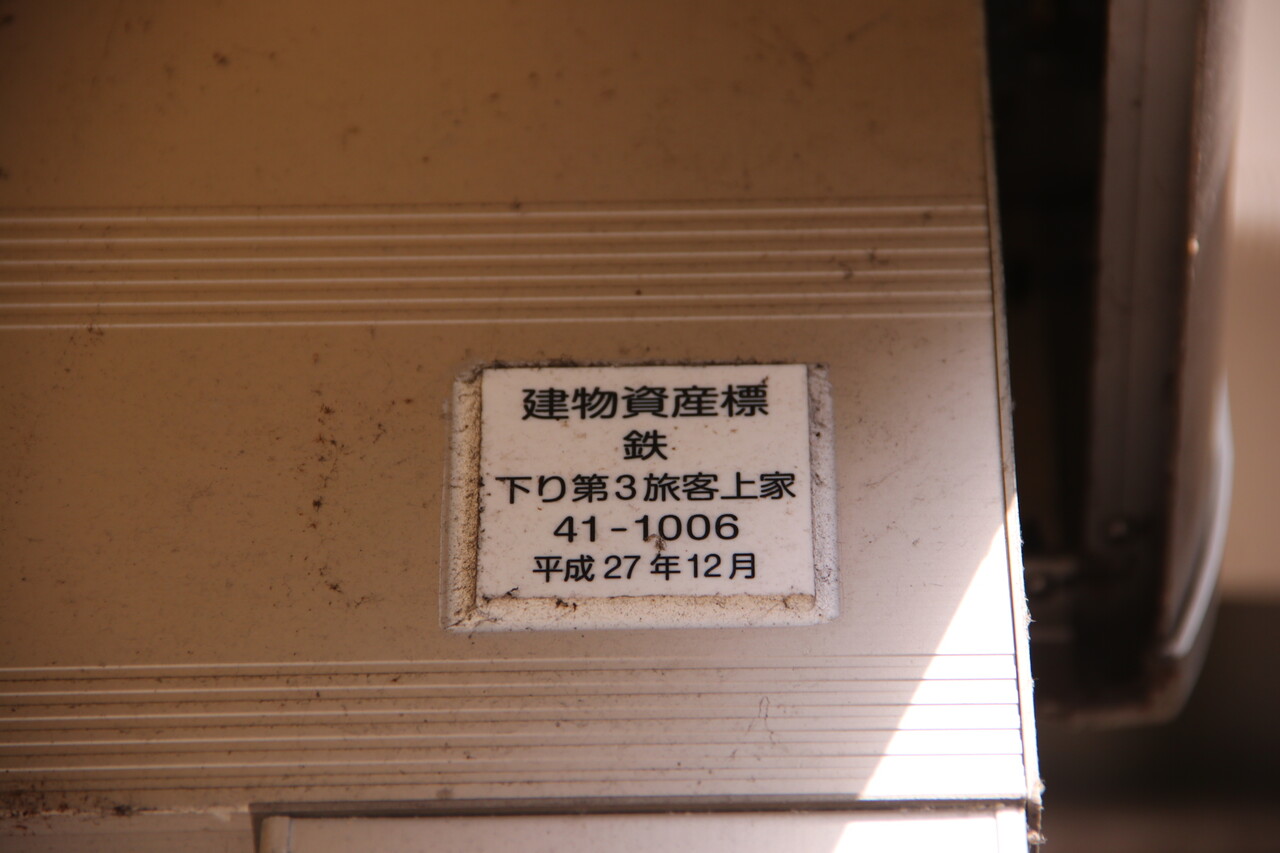 建物資産標
鉄
下り第3旅客上家
41-1006
平成27年12月